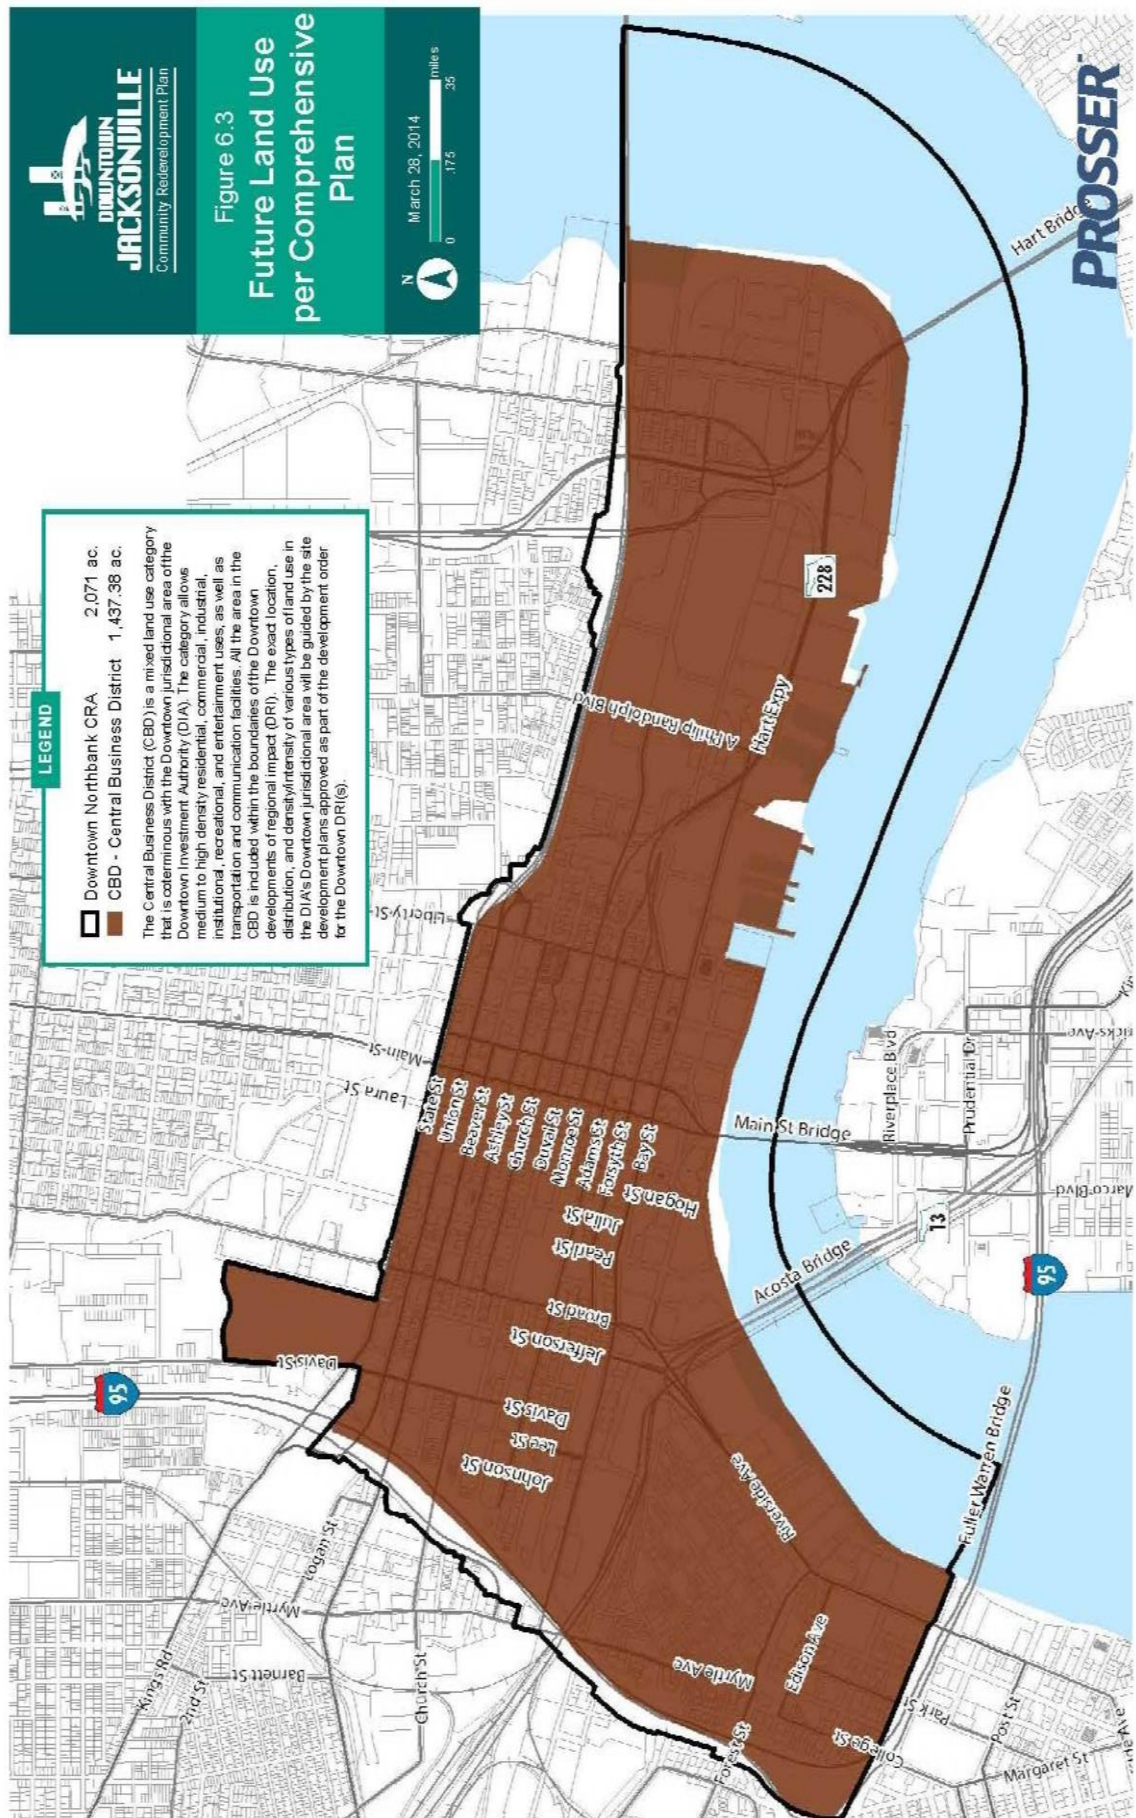 DOWNTOWN
JACKSONVILLE
Community Redevelopment Plan
Figure 6.3
Future Land Use
per Comprehensive
Plan
March 28, 2014
N
0 .175 .35
miles
LEGEND
Downtown Northbank CRA 2,071 ac.
CBD - Central Business District 1,437.38 ac.
The Central Business District (CBD) is a mixed land use category
that is coterminous with the Downtown jurisdictional area of the
Downtown Investment Authority (DIA). The category allows
medium to high density residential, commercial, industrial,
institutional, recreational, and entertainment uses, as well as
transportation and communication facilities. All the area in the
CBD is included within the boundaries of the Downtown
developments of regional impact (DRI). The exact location,
distribution, and density/intensity of various types of land use in
the DIA's Downtown jurisdictional area will be guided by the site
development plans approved as part of the development order
for the Downtown DRI(s).
95
Davis St
Kings Rd
2nd St
Barnett St
Myrtle Ave
Logan St
Church St
Laura St
Main St
Liberty St
State St
Union St
Beaver St
Ashley St
Church St
Duval St
Monroe St
Adams St
Forsyth St
Bay St
Hogan St
Julia St
Pearl St
Broad St
Jefferson St
Davis St
Lee St
Johnson St
A Philip Randolph Blvd
Hart Expy
228
Hart Bridge
Riverside Ave
Myrtle Ave
Edison Ave
Forest St
College St
Park St
Post St
Margaret St
Fuller Warren Bridge
Acosta Bridge
Main St Bridge
13
95
Riverplace Blvd
Prudential Dr
PROSSER